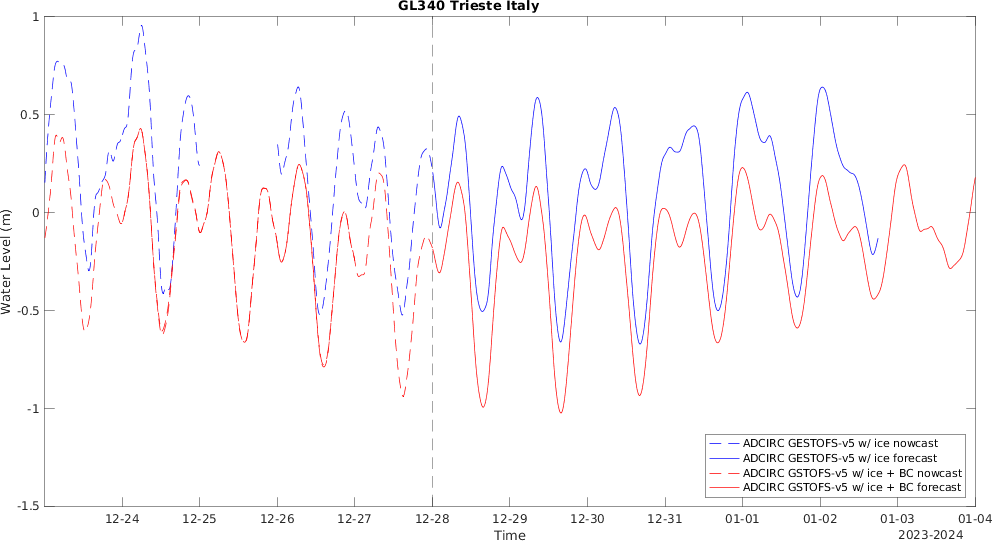 GL340 Trieste Italy
Water Level (m)
1
0.5
0
-0.5
-1
-1.5
ADCIRC GESTOFS-v5 w/ ice nowcast
ADCIRC GESTOFS-v5 w/ ice forecast
ADCIRC GSTOFS-v5 w/ ice + BC nowcast
ADCIRC GSTOFS-v5 w/ ice + BC forecast
12-24 12-25 12-26 12-27 12-28 12-29 12-30 12-31 01-01 01-02 01-03 01-04
Time
2023-2024